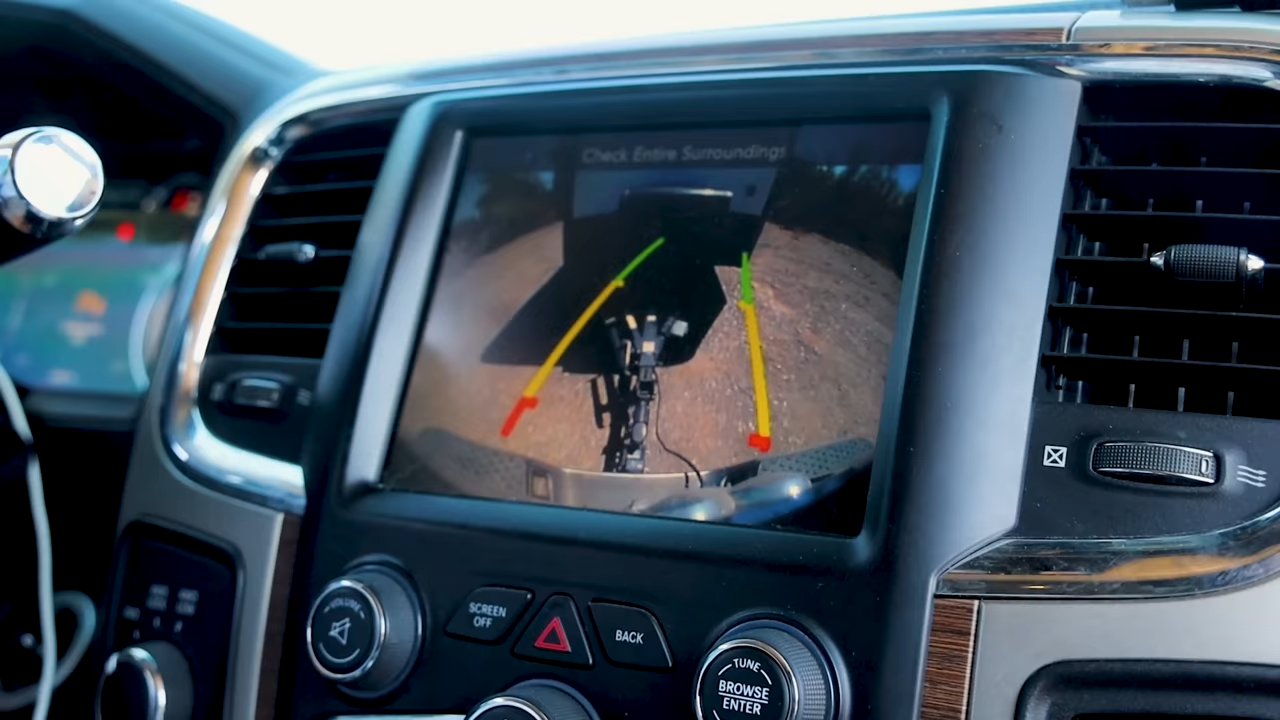 Check Entire Surroundings
VOLUME
SCREEN
OFF
BACK
TUNE
BROWSE
ENTER